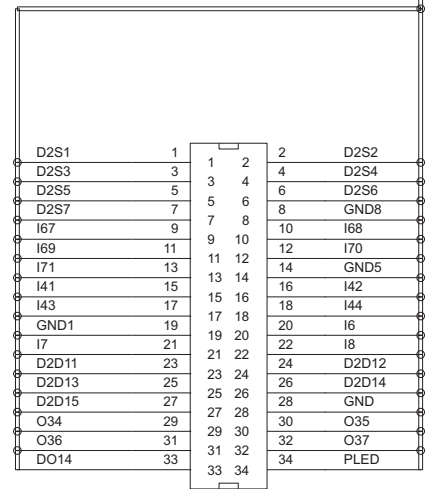 D2S1 1 1 2 2 D2S2
D2S3 3 3 4 4 D2S4
D2S5 5 5 6 6 D2S6
D2S7 7 7 8 8 GND8
I67 9 9 10 10 I68
I69 11 11 12 12 I70
I71 13 13 14 14 GND5
I41 15 15 16 16 I42
I43 17 17 18 18 I44
GND1 19 19 20 20 I6
I7 21 21 22 22 I8
D2D11 23 23 24 24 D2D12
D2D13 25 25 26 26 D2D14
D2D15 27 27 28 28 GND
O34 29 29 30 30 O35
O36 31 31 32 32 O37
DO14 33 33 34 34 PLED